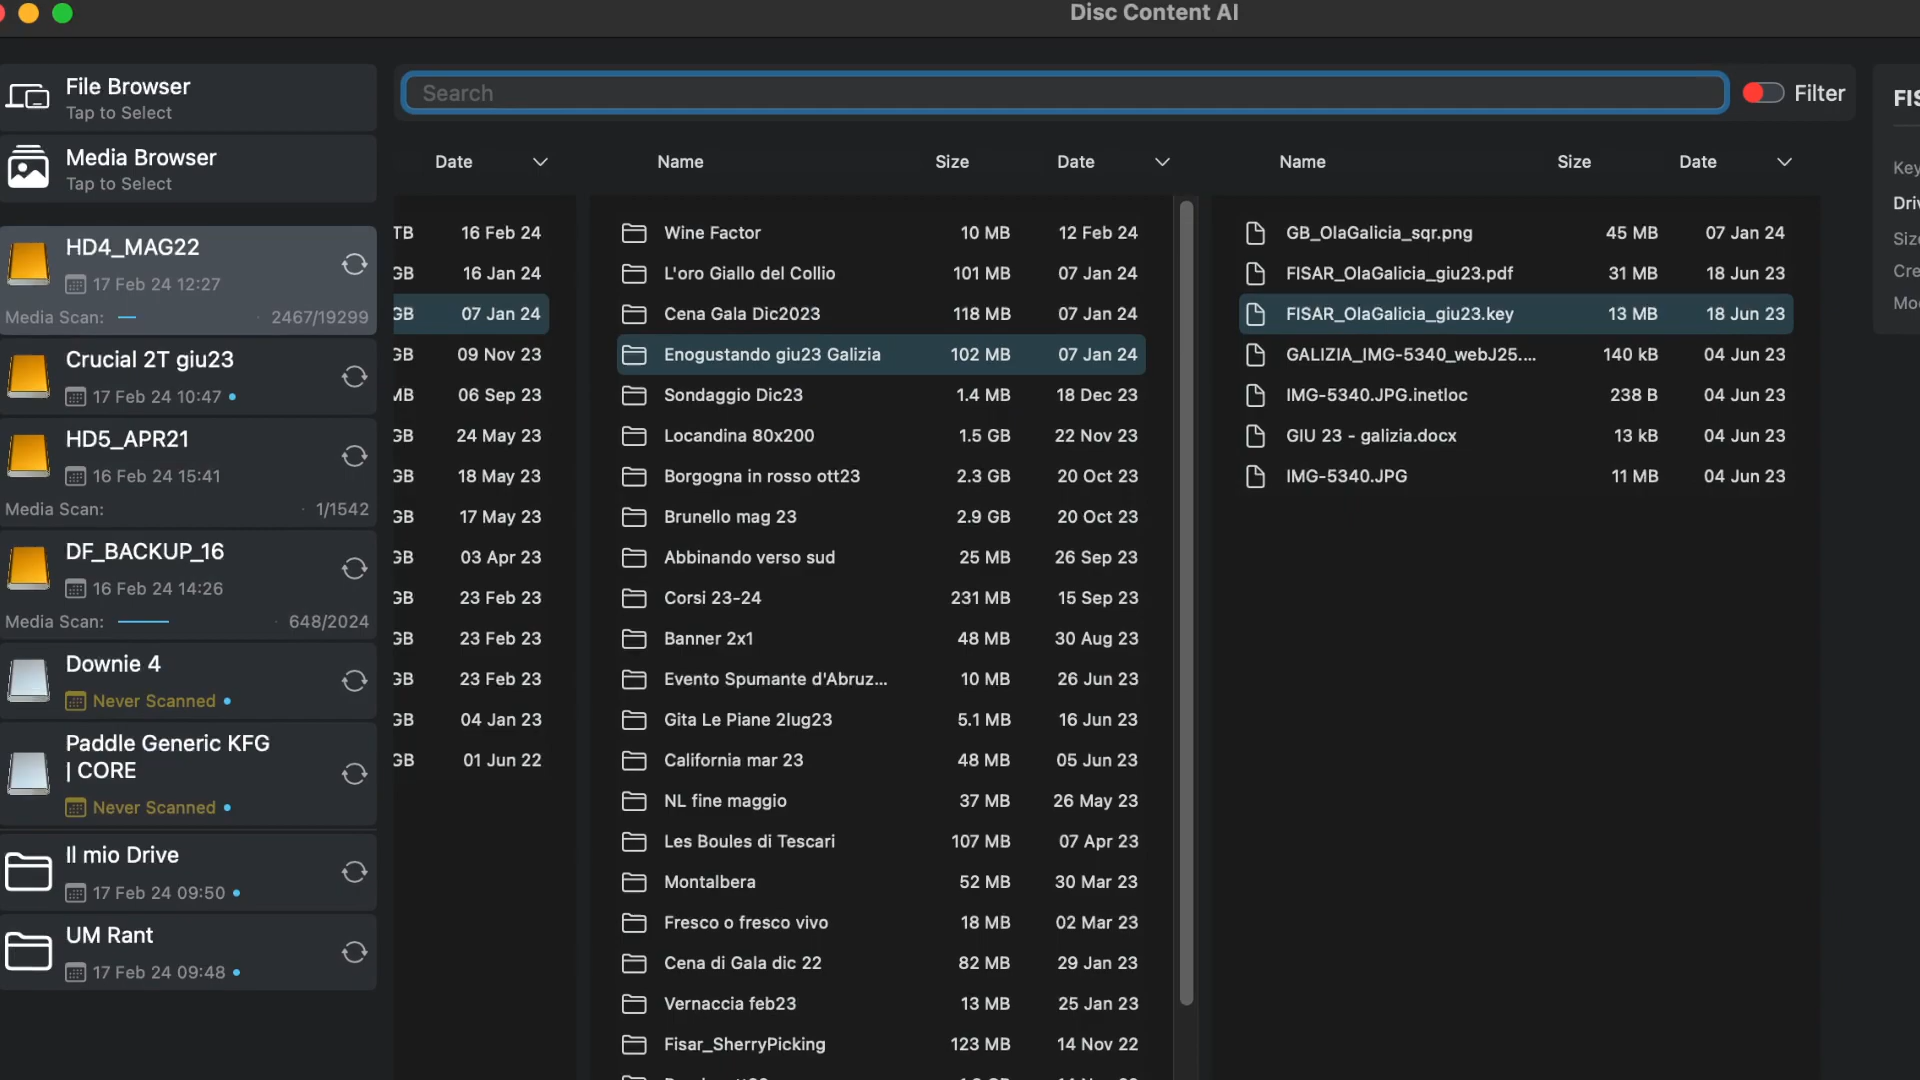 Disc Content AI
File Browser
Tap to Select
Media Browser
Tap to Select
HD4_MAG22
17 Feb 24 12:27
Media Scan: 2467/19299
Crucial 2T giu23
17 Feb 24 10:47
HD5_APR21
16 Feb 24 15:41
Media Scan: 1/1542
DF_BACKUP_16
16 Feb 24 14:26
Media Scan: 648/2024
Downie 4
Never Scanned
Paddle Generic KFG
| CORE
Never Scanned
Il mio Drive
17 Feb 24 09:50
UM Rant
17 Feb 24 09:48
Search
Filter
Date
TB 16 Feb 24
GB 16 Jan 24
GB 07 Jan 24
GB 09 Nov 23
MB 06 Sep 23
GB 24 May 23
GB 18 May 23
GB 17 May 23
GB 03 Apr 23
GB 23 Feb 23
GB 23 Feb 23
GB 23 Feb 23
GB 04 Jan 23
GB 01 Jun 22
Name Size Date
Wine Factor 10 MB 12 Feb 24
L'oro Giallo del Collio 101 MB 07 Jan 24
Cena Gala Dic2023 118 MB 07 Jan 24
Enogustando giu23 Galizia 102 MB 07 Jan 24
Sondaggio Dic23 1.4 MB 18 Dec 23
Locandina 80x200 1.5 GB 22 Nov 23
Borgogna in rosso ott23 2.3 GB 20 Oct 23
Brunello mag 23 2.9 GB 20 Oct 23
Abbinando verso sud 25 MB 26 Sep 23
Corsi 23-24 231 MB 15 Sep 23
Banner 2x1 48 MB 30 Aug 23
Evento Spumante d'Abruz... 10 MB 26 Jun 23
Gita Le Piane 2lug23 5.1 MB 16 Jun 23
California mar 23 48 MB 05 Jun 23
NL fine maggio 37 MB 26 May 23
Les Boules di Tescari 107 MB 07 Apr 23
Montalbera 52 MB 30 Mar 23
Fresco o fresco vivo 18 MB 02 Mar 23
Cena di Gala dic 22 82 MB 29 Jan 23
Vernaccia feb23 13 MB 25 Jan 23
Fisar_SherryPicking 123 MB 14 Nov 22
Name Size Date
GB_OlaGalicia_sqr.png 45 MB 07 Jan 24
FISAR_OlaGalicia_giu23.pdf 31 MB 18 Jun 23
FISAR_OlaGalicia_giu23.key 13 MB 18 Jun 23
GALIZIA_IMG-5340_webJ25.... 140 kB 04 Jun 23
IMG-5340.JPG.inetloc 238 B 04 Jun 23
GIU 23 - galizia.docx 13 kB 04 Jun 23
IMG-5340.JPG 11 MB 04 Jun 23
FIS
Key
Driv
Size
Cre
Mod